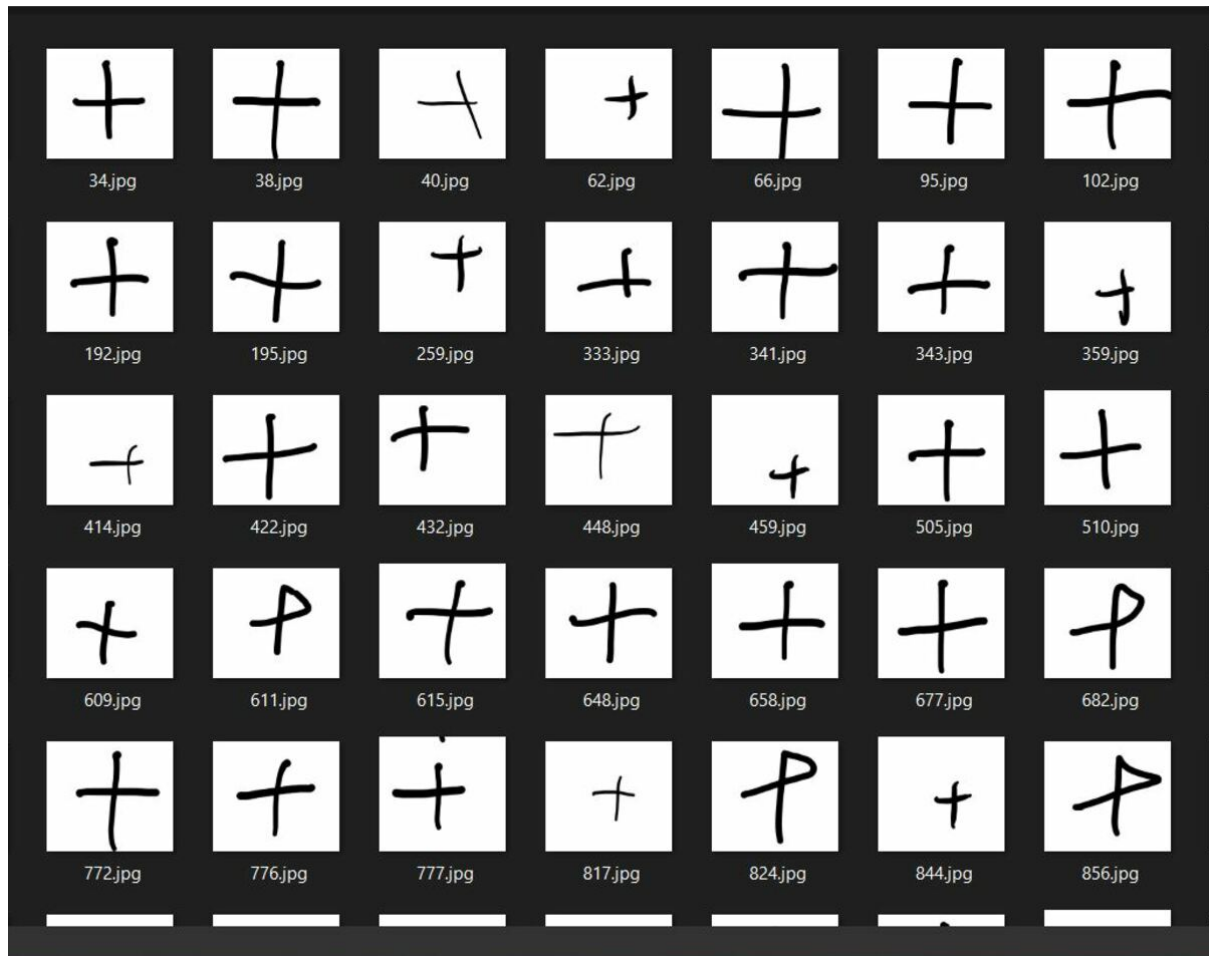 + + + + + + +
34.jpg 38.jpg 40.jpg 62.jpg 66.jpg 95.jpg 102.jpg
+ + + + + + +
192.jpg 195.jpg 259.jpg 333.jpg 341.jpg 343.jpg 359.jpg
+ + + + + + +
414.jpg 422.jpg 432.jpg 448.jpg 459.jpg 505.jpg 510.jpg
+ + + + + + +
609.jpg 611.jpg 615.jpg 648.jpg 658.jpg 677.jpg 682.jpg
+ + + + + + +
772.jpg 776.jpg 777.jpg 817.jpg 824.jpg 844.jpg 856.jpg